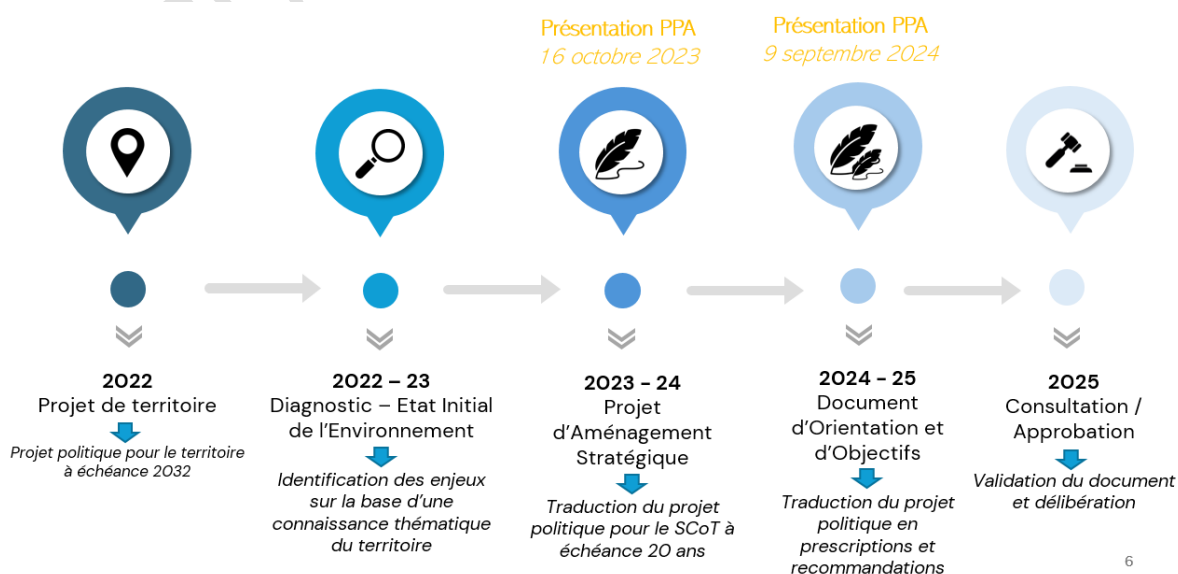 Présentation PPA
16 octobre 2023
Présentation PPA
9 septembre 2024
2022
Projet de territoire
Projet politique pour le territoire
à échéance 2032
2022 – 23
Diagnostic – Etat Initial
de l’Environnement
Identification des enjeux
sur la base d’une
connaissance thématique
du territoire
2023 - 24
Projet
d’Aménagement
Stratégique
Traduction du projet
politique pour le SCoT à
échéance 20 ans
2024 - 25
Document
d’Orientation et
d’Objectifs
Traduction du projet
politique en
prescriptions et
recommandations
2025
Consultation /
Approbation
Validation du document
et délibération
6